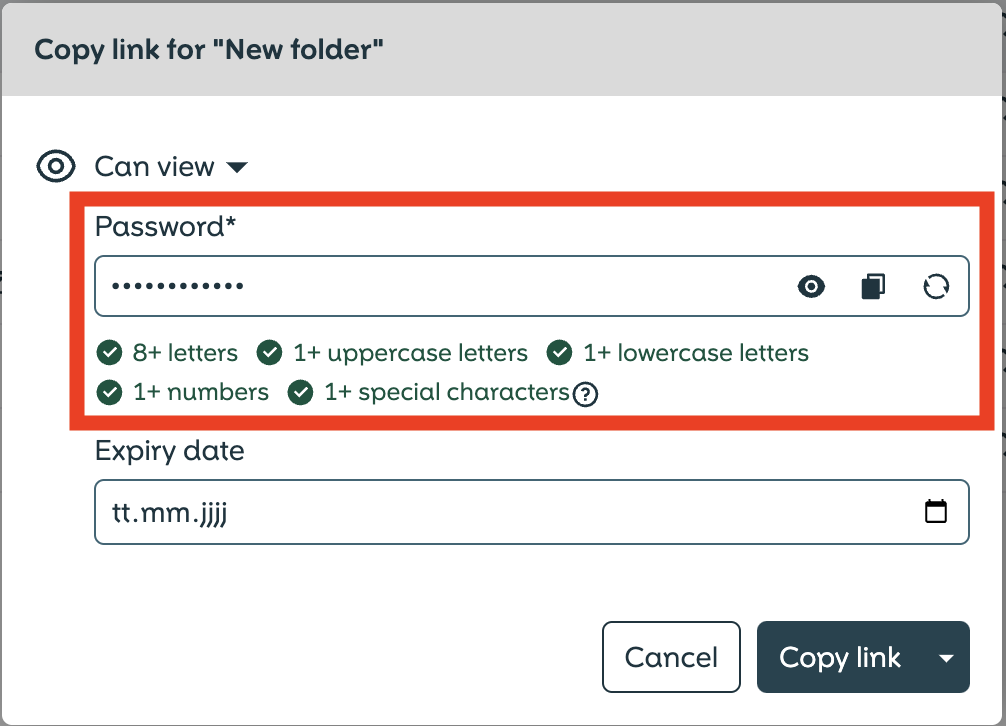 Copy link for "New folder"
Can view
Password*
••••••••••••
8+ letters 1+ uppercase letters 1+ lowercase letters
1+ numbers 1+ special characters ?
Expiry date
tt.mm.jjjj
Cancel Copy link